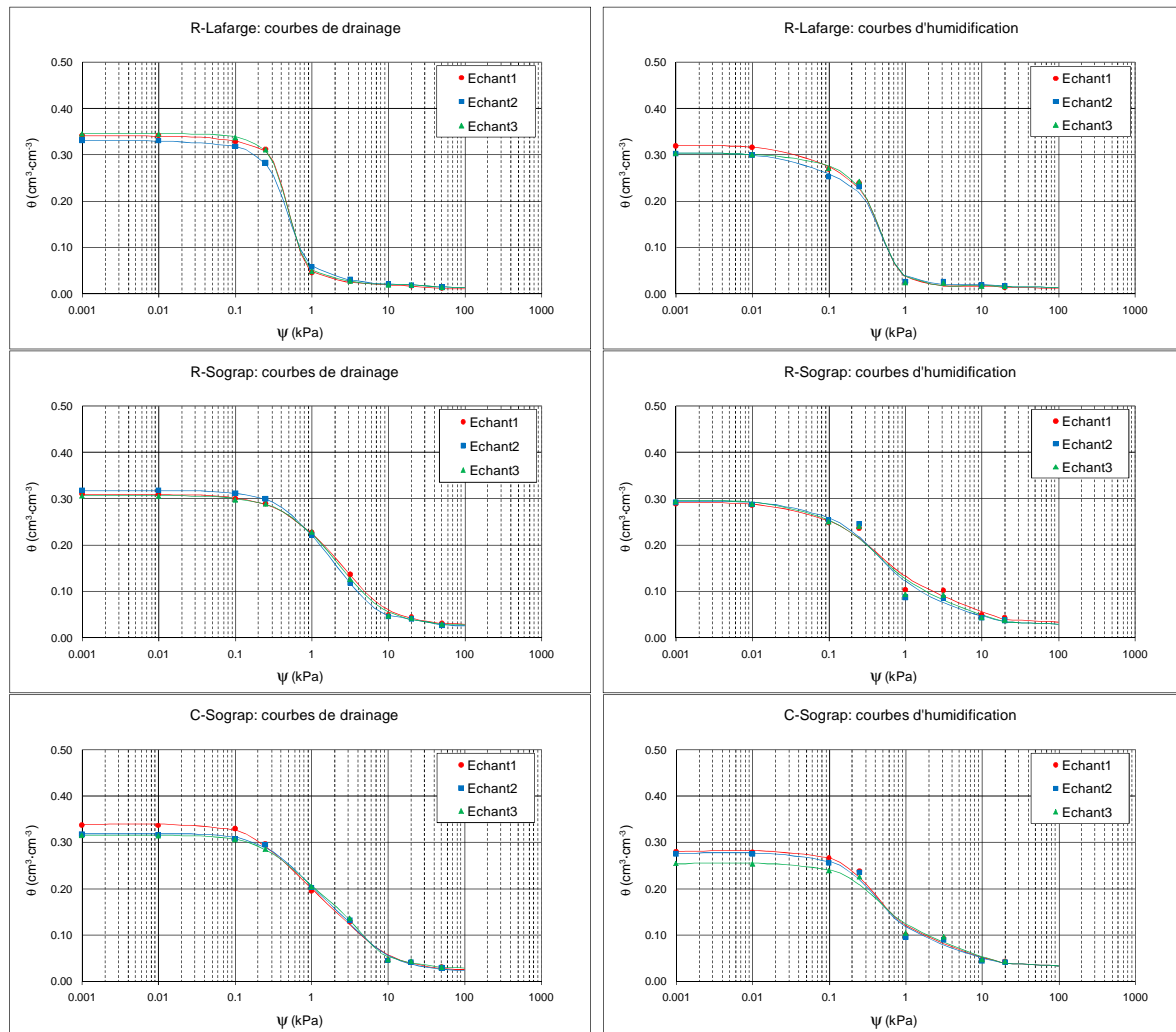 R-Lafarge: courbes de drainage
0.50
0.40
0.30
0.20
0.10
0.00
θ (cm³·cm⁻³)
Echant1
Echant2
Echant3
0.001 0.01 0.1 1 10 100 1000
ψ (kPa)
R-Lafarge: courbes d'humidification
0.50
0.40
0.30
0.20
0.10
0.00
θ (cm³·cm⁻³)
Echant1
Echant2
Echant3
0.001 0.01 0.1 1 10 100 1000
ψ (kPa)
R-Sograp: courbes de drainage
0.50
0.40
0.30
0.20
0.10
0.00
θ (cm³·cm⁻³)
Echant1
Echant2
Echant3
0.001 0.01 0.1 1 10 100 1000
ψ (kPa)
R-Sograp: courbes d'humidification
0.50
0.40
0.30
0.20
0.10
0.00
θ (cm³·cm⁻³)
Echant1
Echant2
Echant3
0.001 0.01 0.1 1 10 100 1000
ψ (kPa)
C-Sograp: courbes de drainage
0.50
0.40
0.30
0.20
0.10
0.00
θ (cm³·cm⁻³)
Echant1
Echant2
Echant3
0.001 0.01 0.1 1 10 100 1000
ψ (kPa)
C-Sograp: courbes d'humidification
0.50
0.40
0.30
0.20
0.10
0.00
θ (cm³·cm⁻³)
Echant1
Echant2
Echant3
0.001 0.01 0.1 1 10 100 1000
ψ (kPa)